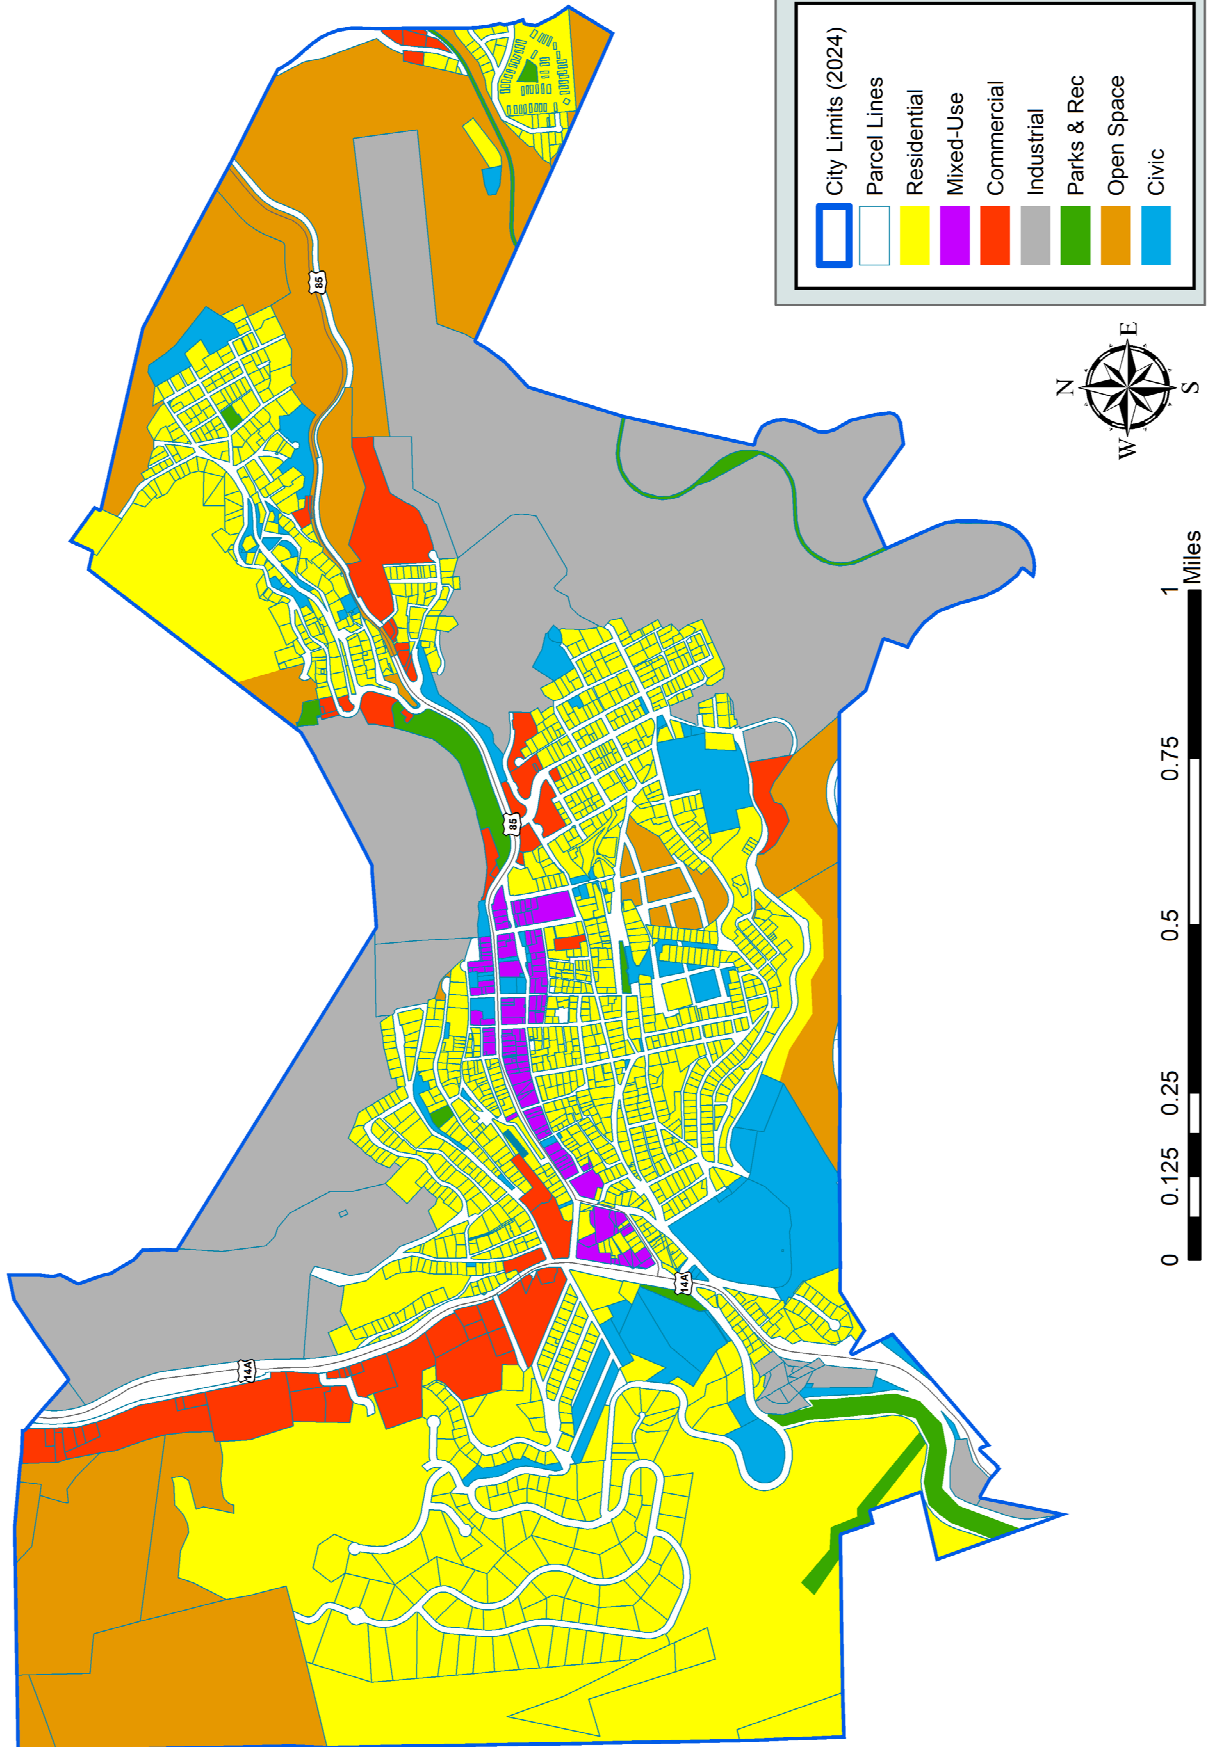 City Limits (2024)
Parcel Lines
Residential
Mixed-Use
Commercial
Industrial
Parks & Rec
Open Space
Civic
85
85
14A
14A
N
W E
S
0 0.125 0.25 0.5 0.75 1
Miles